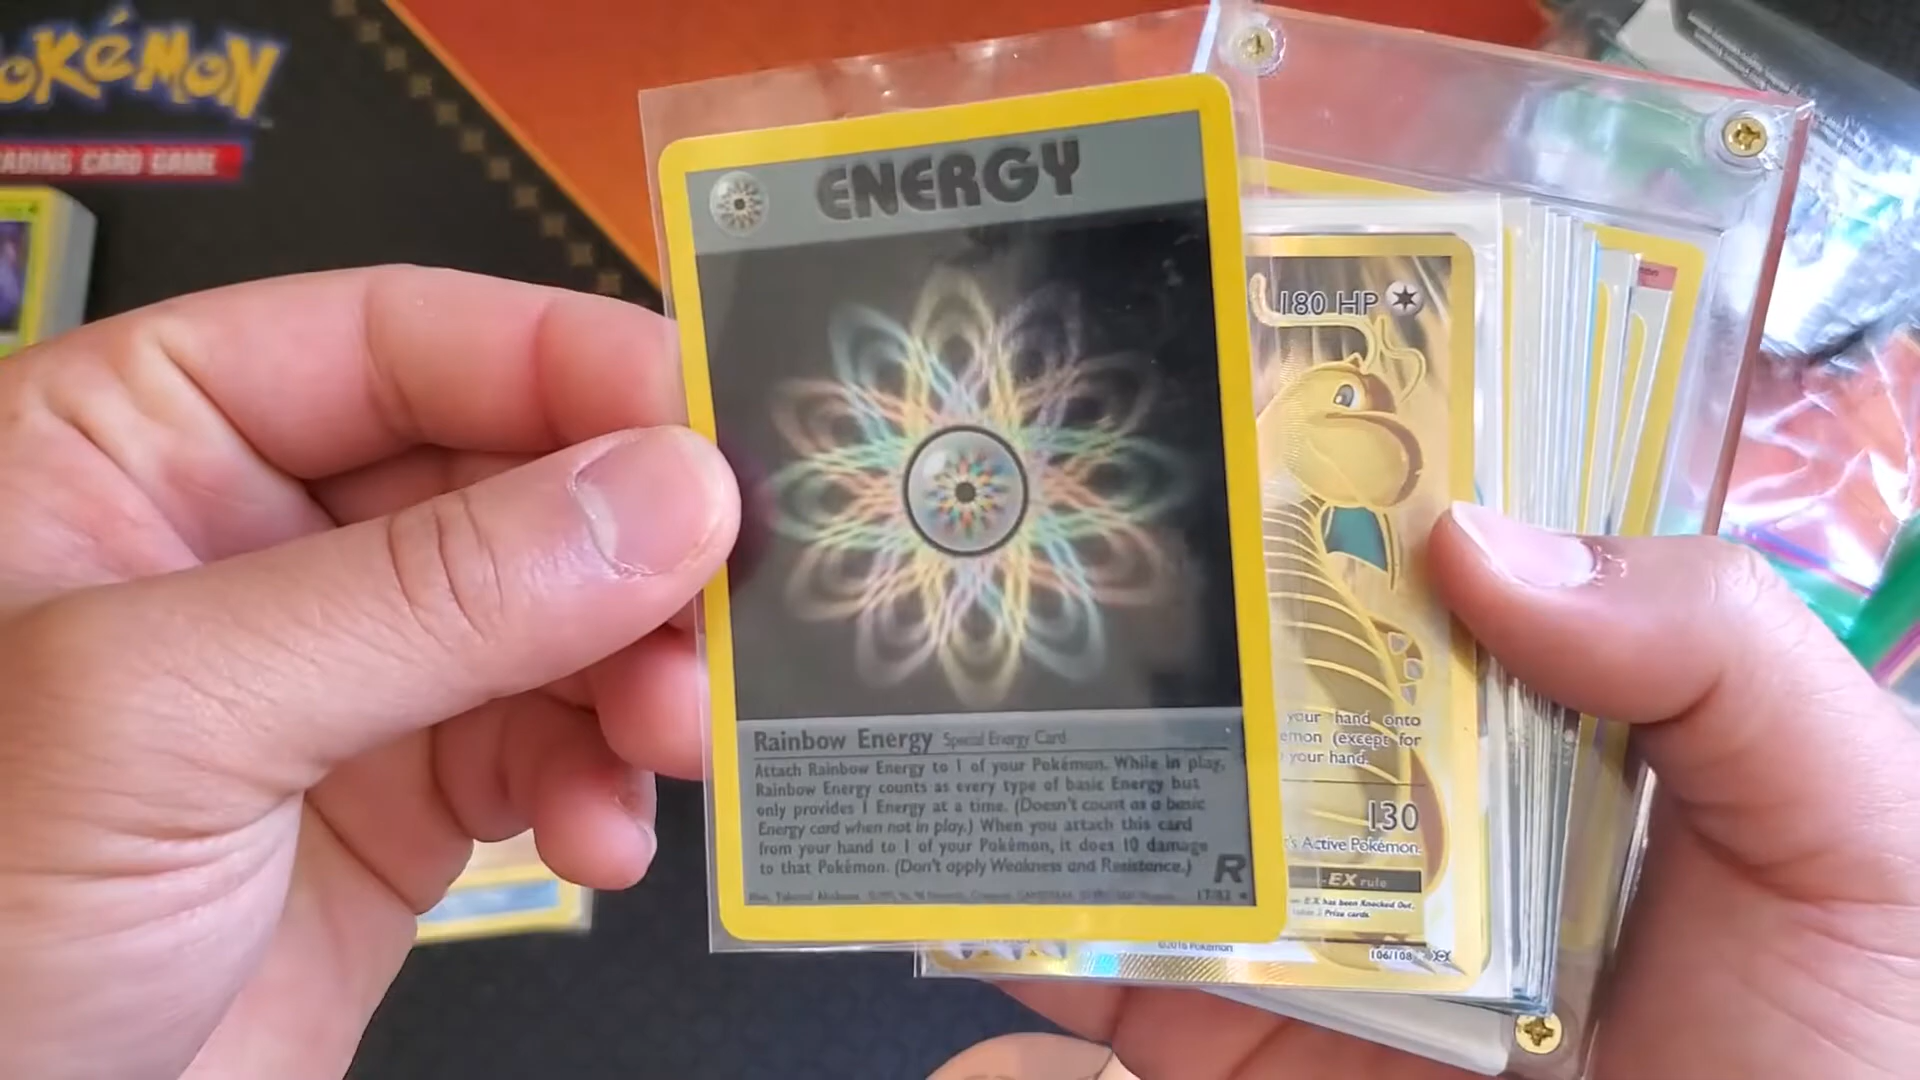 POKÉMON
TRADING CARD GAME
ENERGY
Rainbow Energy Special Energy Card
Attach Rainbow Energy to 1 of your Pokémon. While in play,
Rainbow Energy counts as every type of basic Energy but
only provides 1 Energy at a time. (Doesn't count as a basic
Energy card when not in play.) When you attach this card
from your hand to 1 of your Pokémon, it does 10 damage
to that Pokémon. (Don't apply Weakness and Resistance.)
R
17/82
180 HP
your hand onto
emon (except for
your hand.
130
's Active Pokémon.
-EX rule
EX has been Knocked Out,
Prize cards.
©2016 Pokémon
106/108